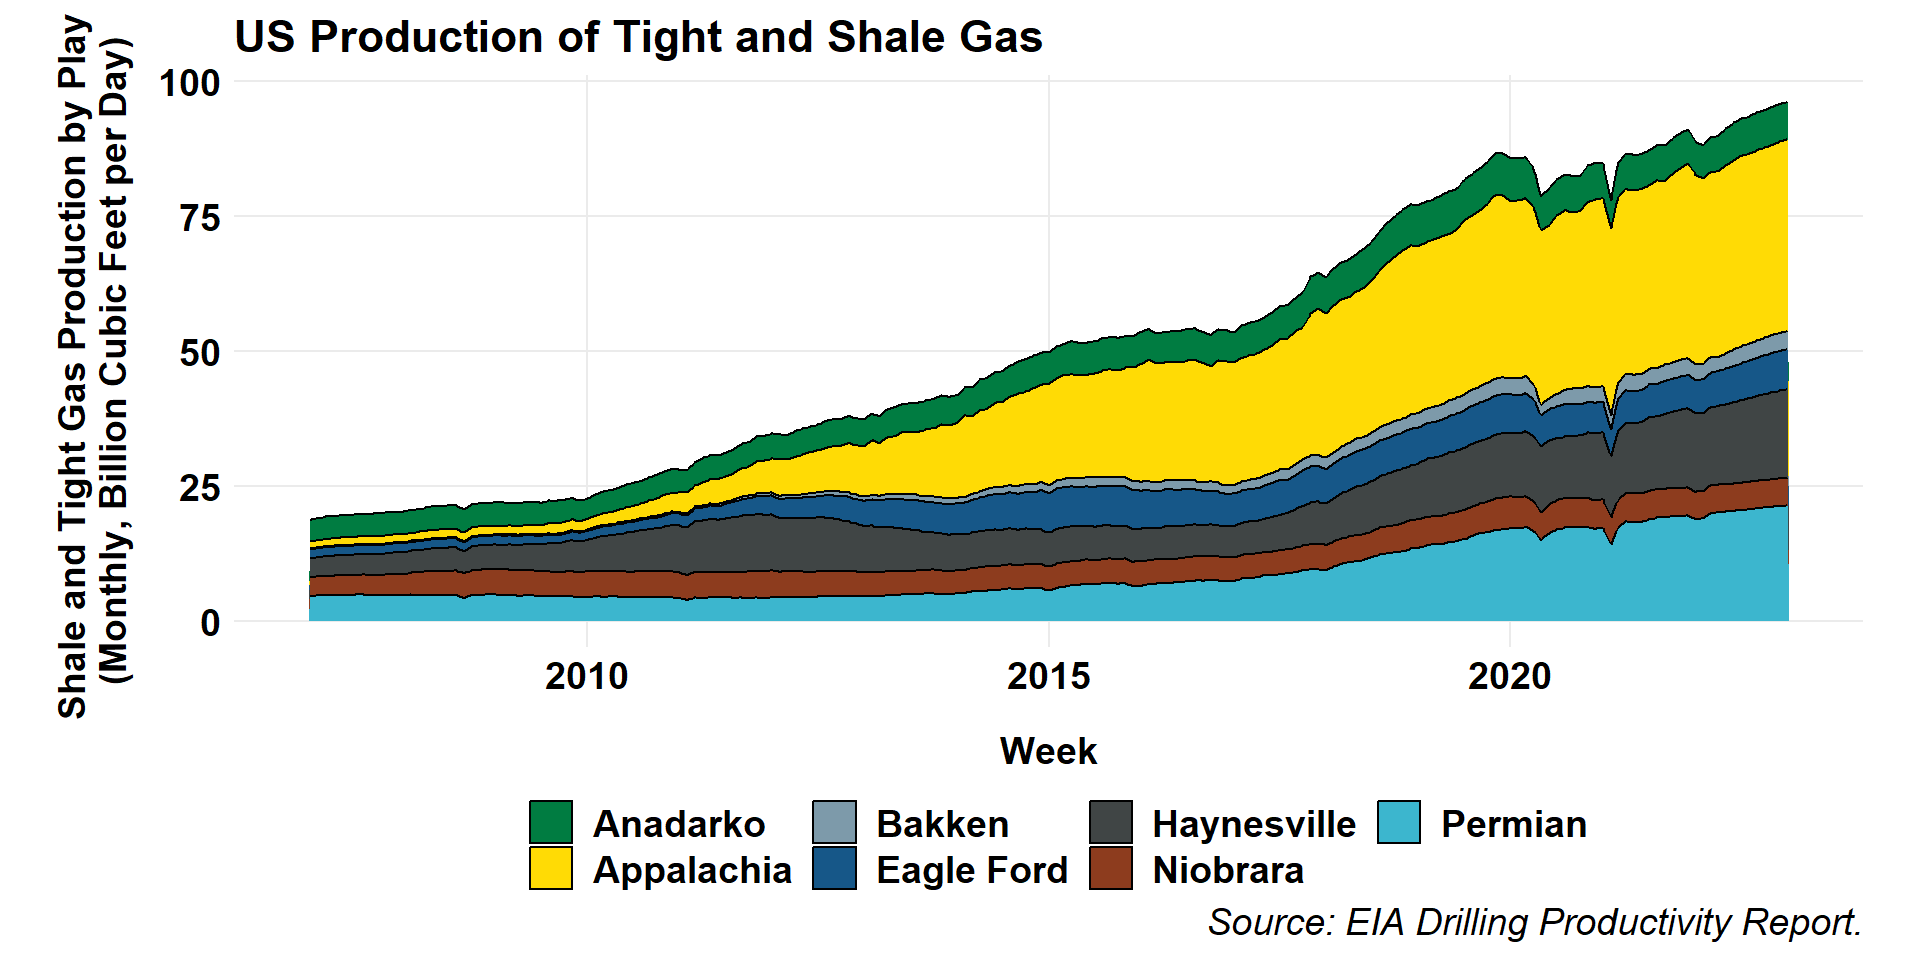 US Production of Tight and Shale Gas
Shale and Tight Gas Production by Play
(Monthly, Billion Cubic Feet per Day)
100
75
50
25
0
2010 2015 2020
Week
Anadarko Bakken Haynesville Permian
Appalachia Eagle Ford Niobrara
Source: EIA Drilling Productivity Report.